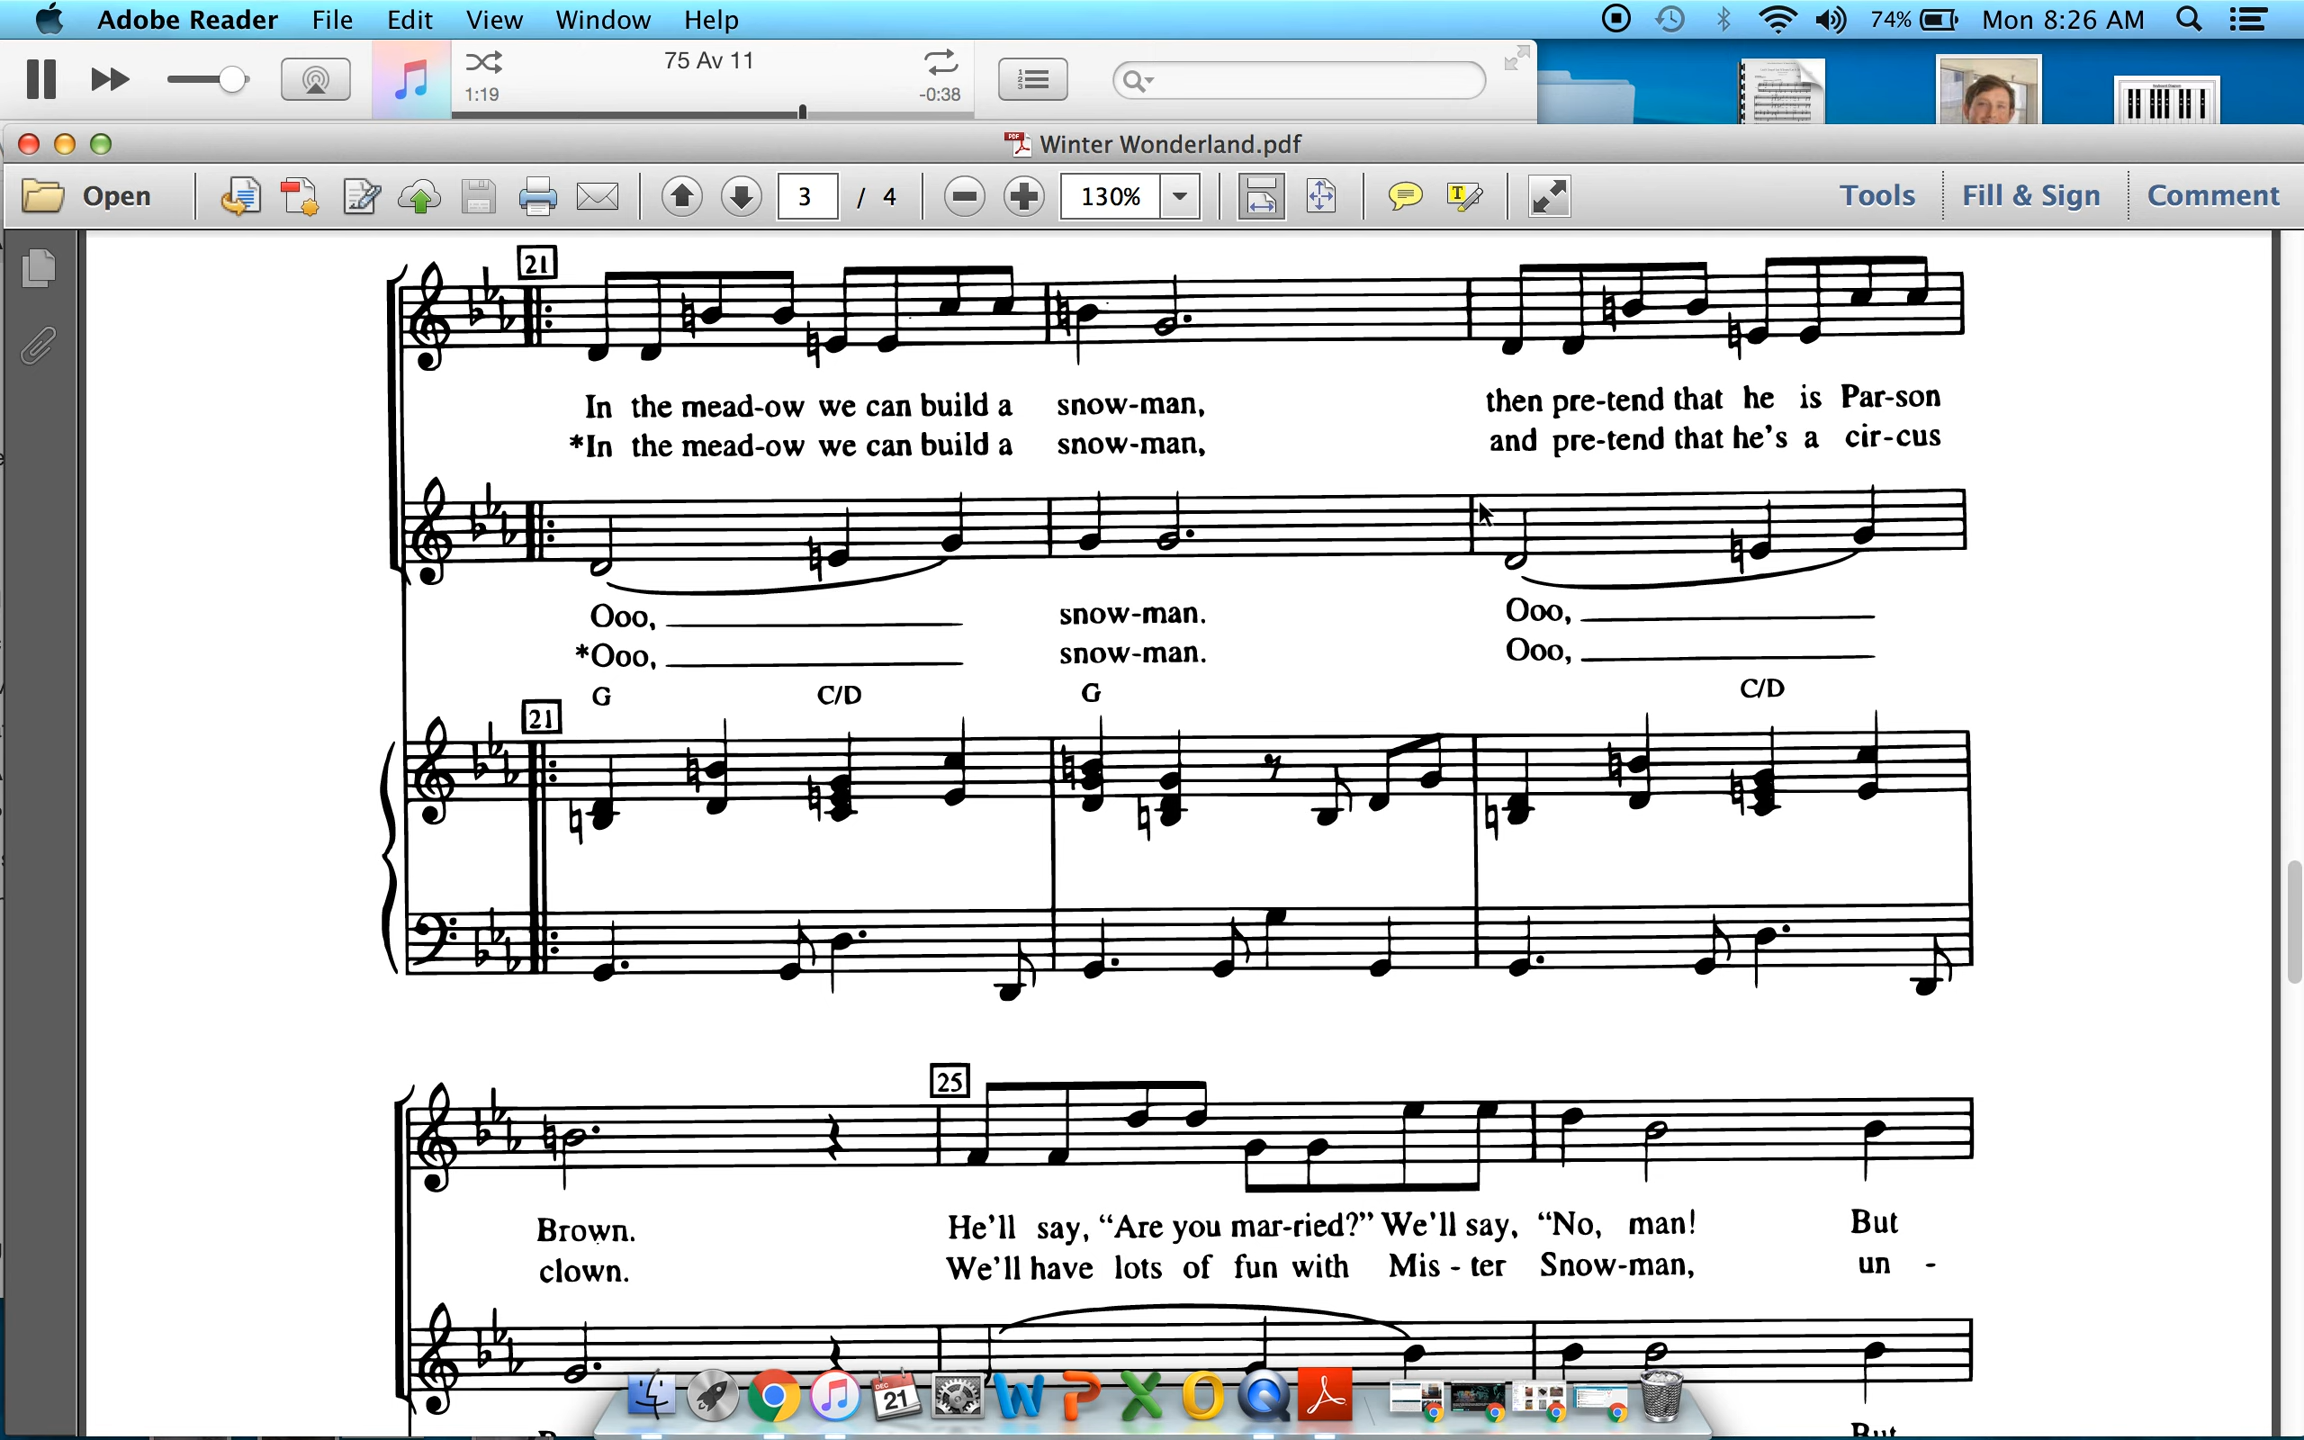 Adobe Reader File Edit View Window Help 74% Mon 8:26 AM
75 Av 11
1:19 -0:38
Winter Wonderland.pdf
Open 3 / 4 130% Tools Fill & Sign Comment
21
In the mead-ow we can build a snow-man, then pre-tend that he is Par-son
*In the mead-ow we can build a snow-man, and pre-tend that he's a cir-cus
Ooo, snow-man. Ooo,
*Ooo, snow-man. Ooo,
G C/D G C/D
21
25
Brown. He'll say, “Are you mar-ried?” We'll say, “No, man! But
clown. We'll have lots of fun with Mis - ter Snow-man, un -
DEC
21
But